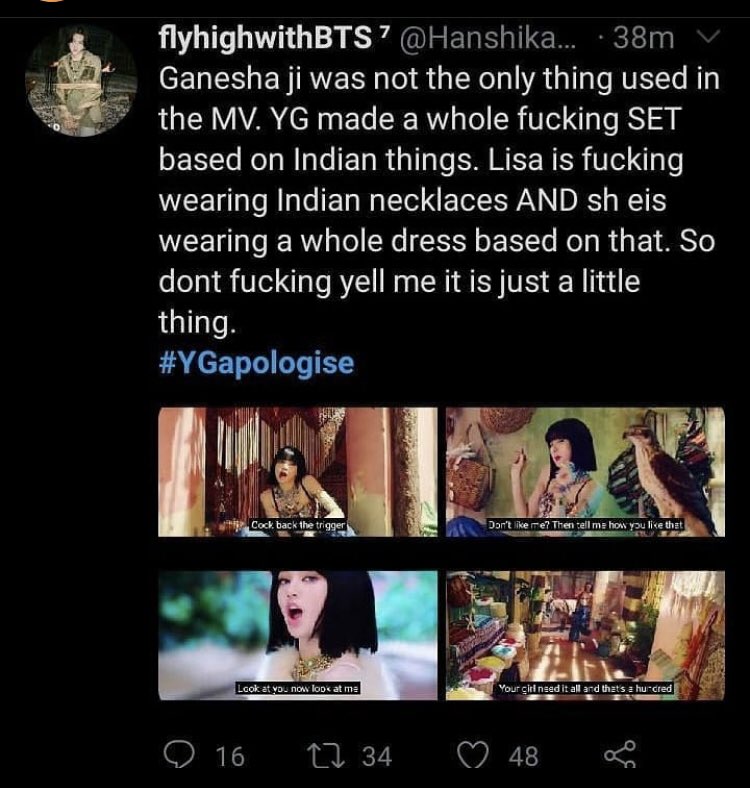 flyhighwithBTS ⁷ @Hanshika... · 38m
Ganesha ji was not the only thing used in
the MV. YG made a whole fucking SET
based on Indian things. Lisa is fucking
wearing Indian necklaces AND sh eis
wearing a whole dress based on that. So
dont fucking yell me it is just a little
thing.
#YGapologise
Cock back the trigger
Don't like me? Then tell me how you like that
Look at you now look at me
Your girl need it all and that's a hundred
16 34 48